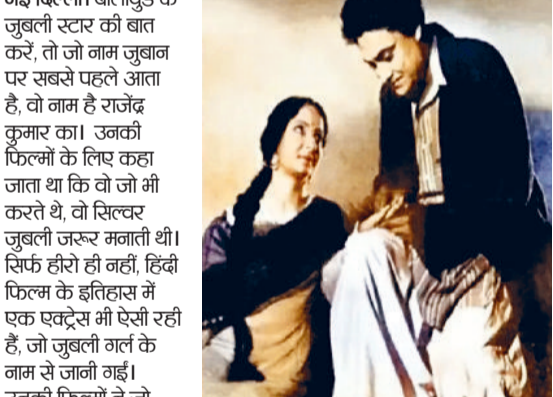 जुबली स्टार की बात
करें, तो जो नाम जुबान
पर सबसे पहले आता
है, वो नाम है राजेंद्र
कुमार का। उनकी
फिल्मों के लिए कहा
जाता था कि वो जो भी
करते थे, वो सिल्वर
जुबली जरूर मनाती थी।
सिर्फ हीरो ही नहीं, हिंदी
फिल्म के इतिहास में
एक एक्ट्रेस भी ऐसी रही
हैं, जो जुबली गर्ल के
नाम से जानी गईं।